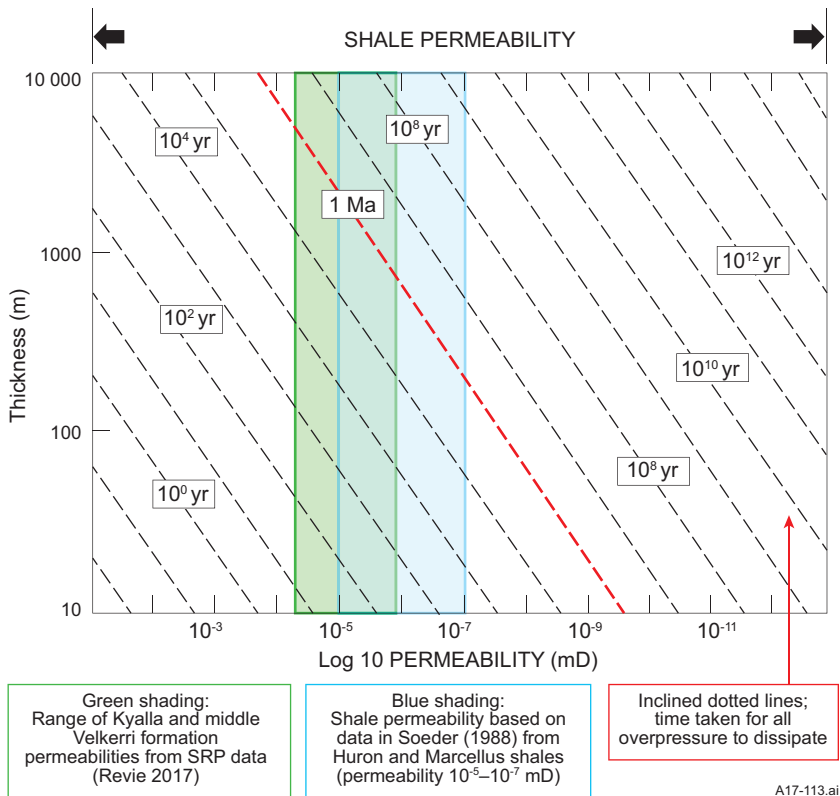 SHALE PERMEABILITY
10 000
1000
100
10
Thickness (m)
10⁴ yr
10⁸ yr
1 Ma
10¹² yr
10² yr
10¹⁰ yr
10⁰ yr
10⁸ yr
10⁻³
10⁻⁵
10⁻⁷
10⁻⁹
10⁻¹¹
Log 10 PERMEABILITY (mD)
Green shading:
Range of Kyalla and middle
Velkerri formation
permeabilities from SRP data
(Revie 2017)
Blue shading:
Shale permeability based on
data in Soeder (1988) from
Huron and Marcellus shales
(permeability 10⁻⁵–10⁻⁷ mD)
Inclined dotted lines;
time taken for all
overpressure to dissipate
A17-113.ai